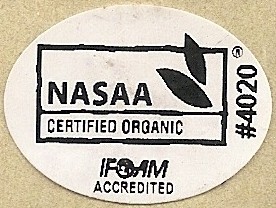 NASAA
CERTIFIED ORGANIC
IFOAM
ACCREDITED
®
#4020